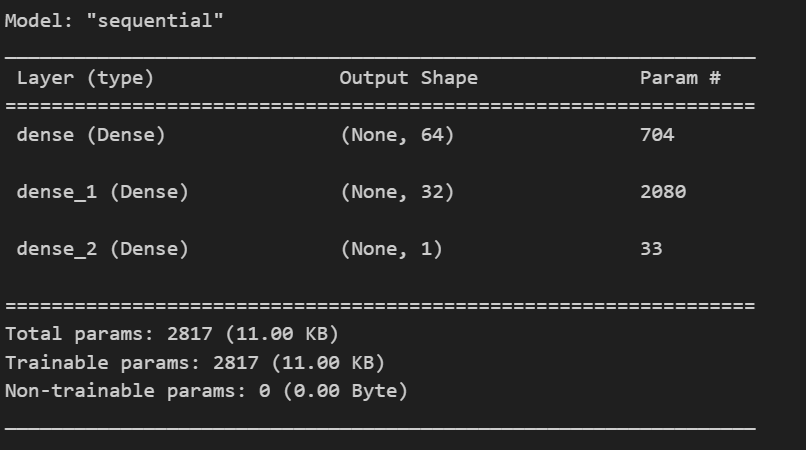 Model: "sequential"
_________________________________________________________________
Layer (type) Output Shape Param #
=================================================================
dense (Dense) (None, 64) 704
dense_1 (Dense) (None, 32) 2080
dense_2 (Dense) (None, 1) 33
=================================================================
Total params: 2817 (11.00 KB)
Trainable params: 2817 (11.00 KB)
Non-trainable params: 0 (0.00 Byte)
_________________________________________________________________